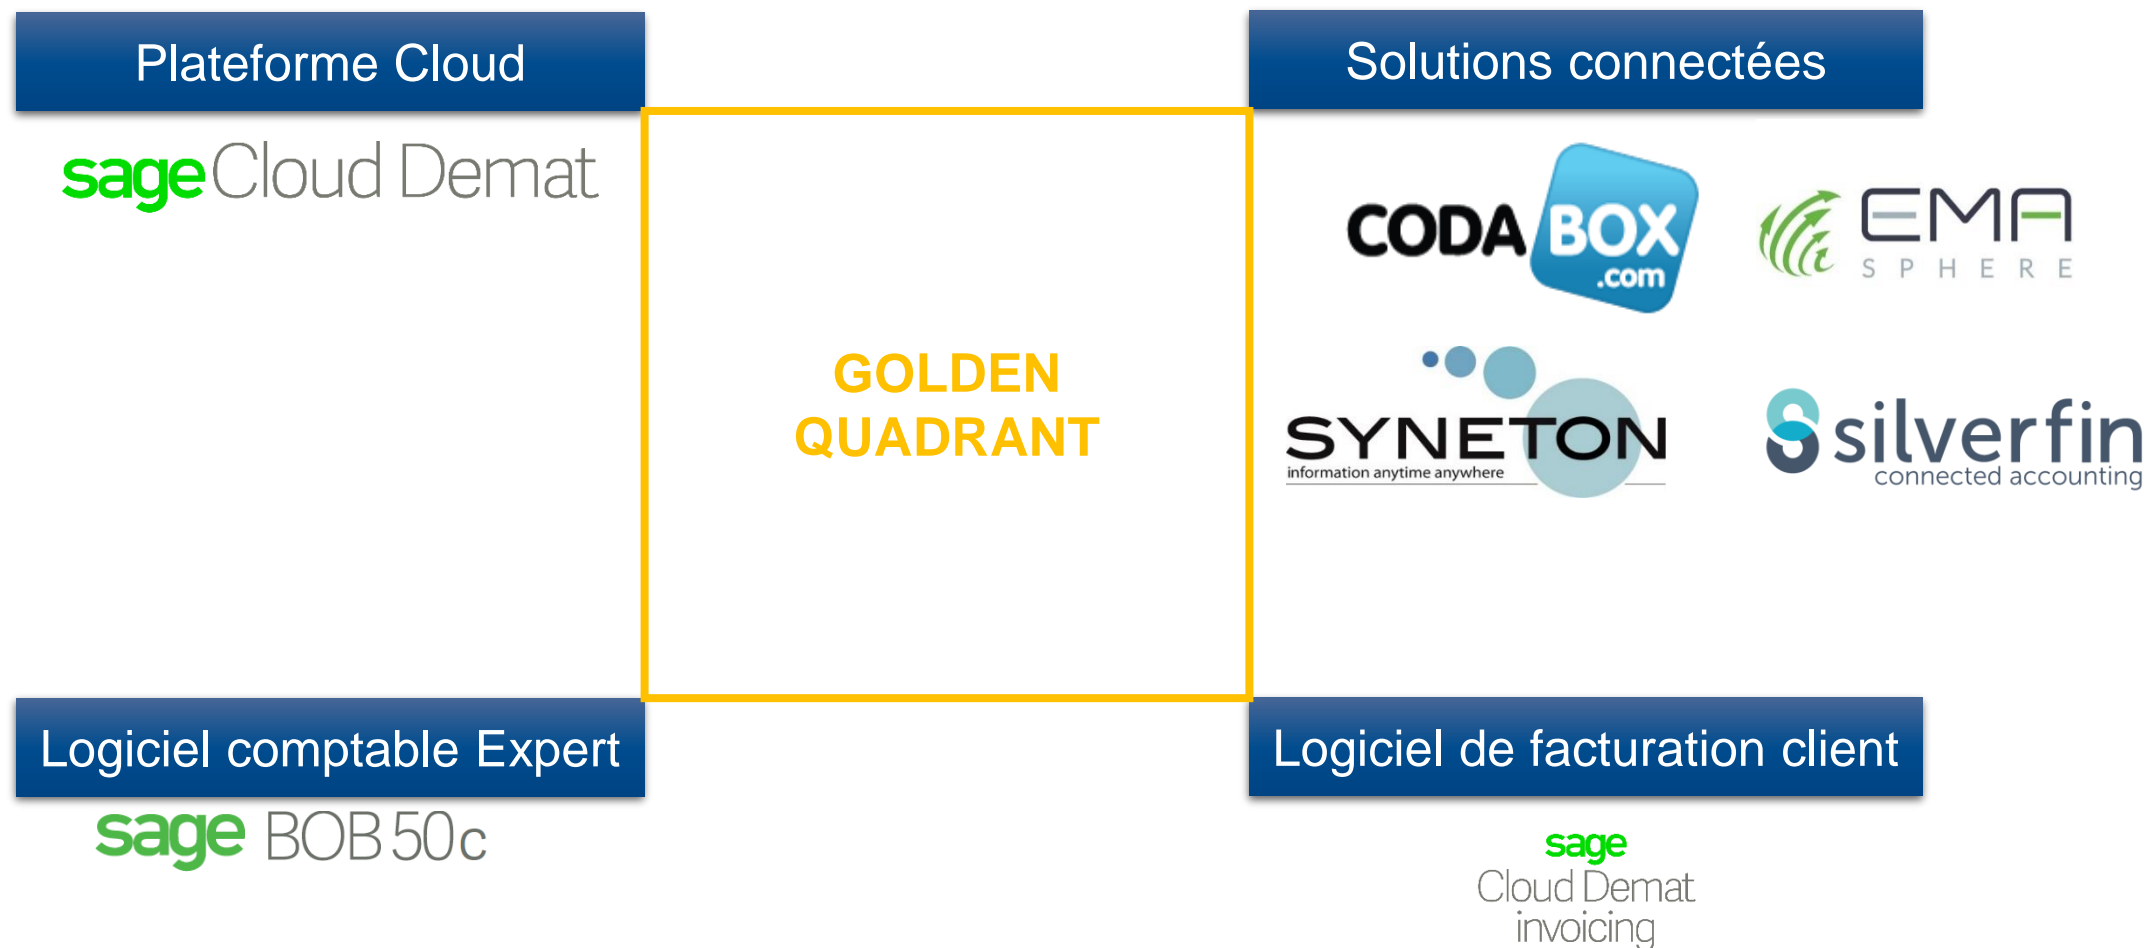 Plateforme Cloud
Solutions connectées
sage Cloud Demat
CODA BOX
.com
EMA
SPHERE
GOLDEN
QUADRANT
SYNETON
information anytime anywhere
silverfin
connected accounting
Logiciel comptable Expert
Logiciel de facturation client
sage BOB 50c
sage
Cloud Demat
invoicing